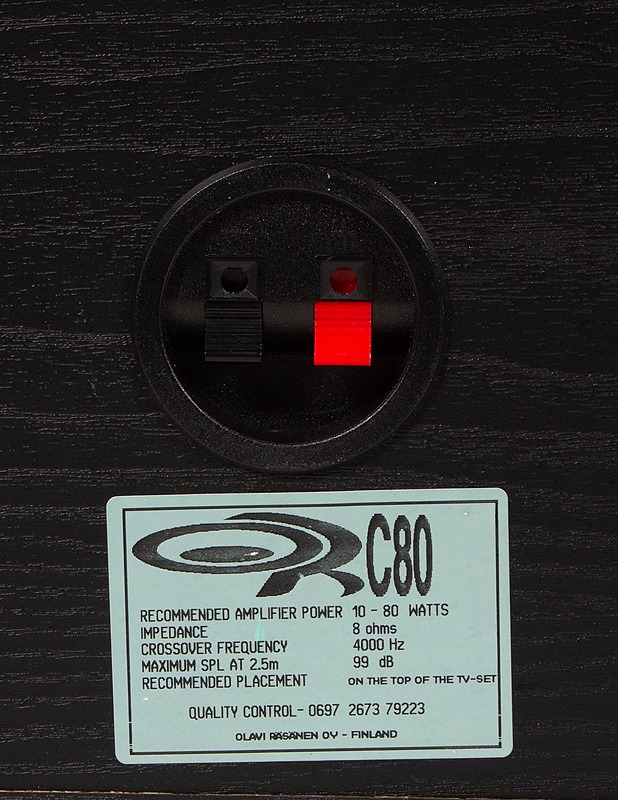 OR C80
RECOMMENDED AMPLIFIER POWER 10 - 80 WATTS
IMPEDANCE 8 ohms
CROSSOVER FREQUENCY 4000 Hz
MAXIMUM SPL AT 2.5m 99 dB
RECOMMENDED PLACEMENT ON THE TOP OF THE TV-SET
QUALITY CONTROL- 0697 2673 79223
OLAVI RÄSÄNEN OY - FINLAND